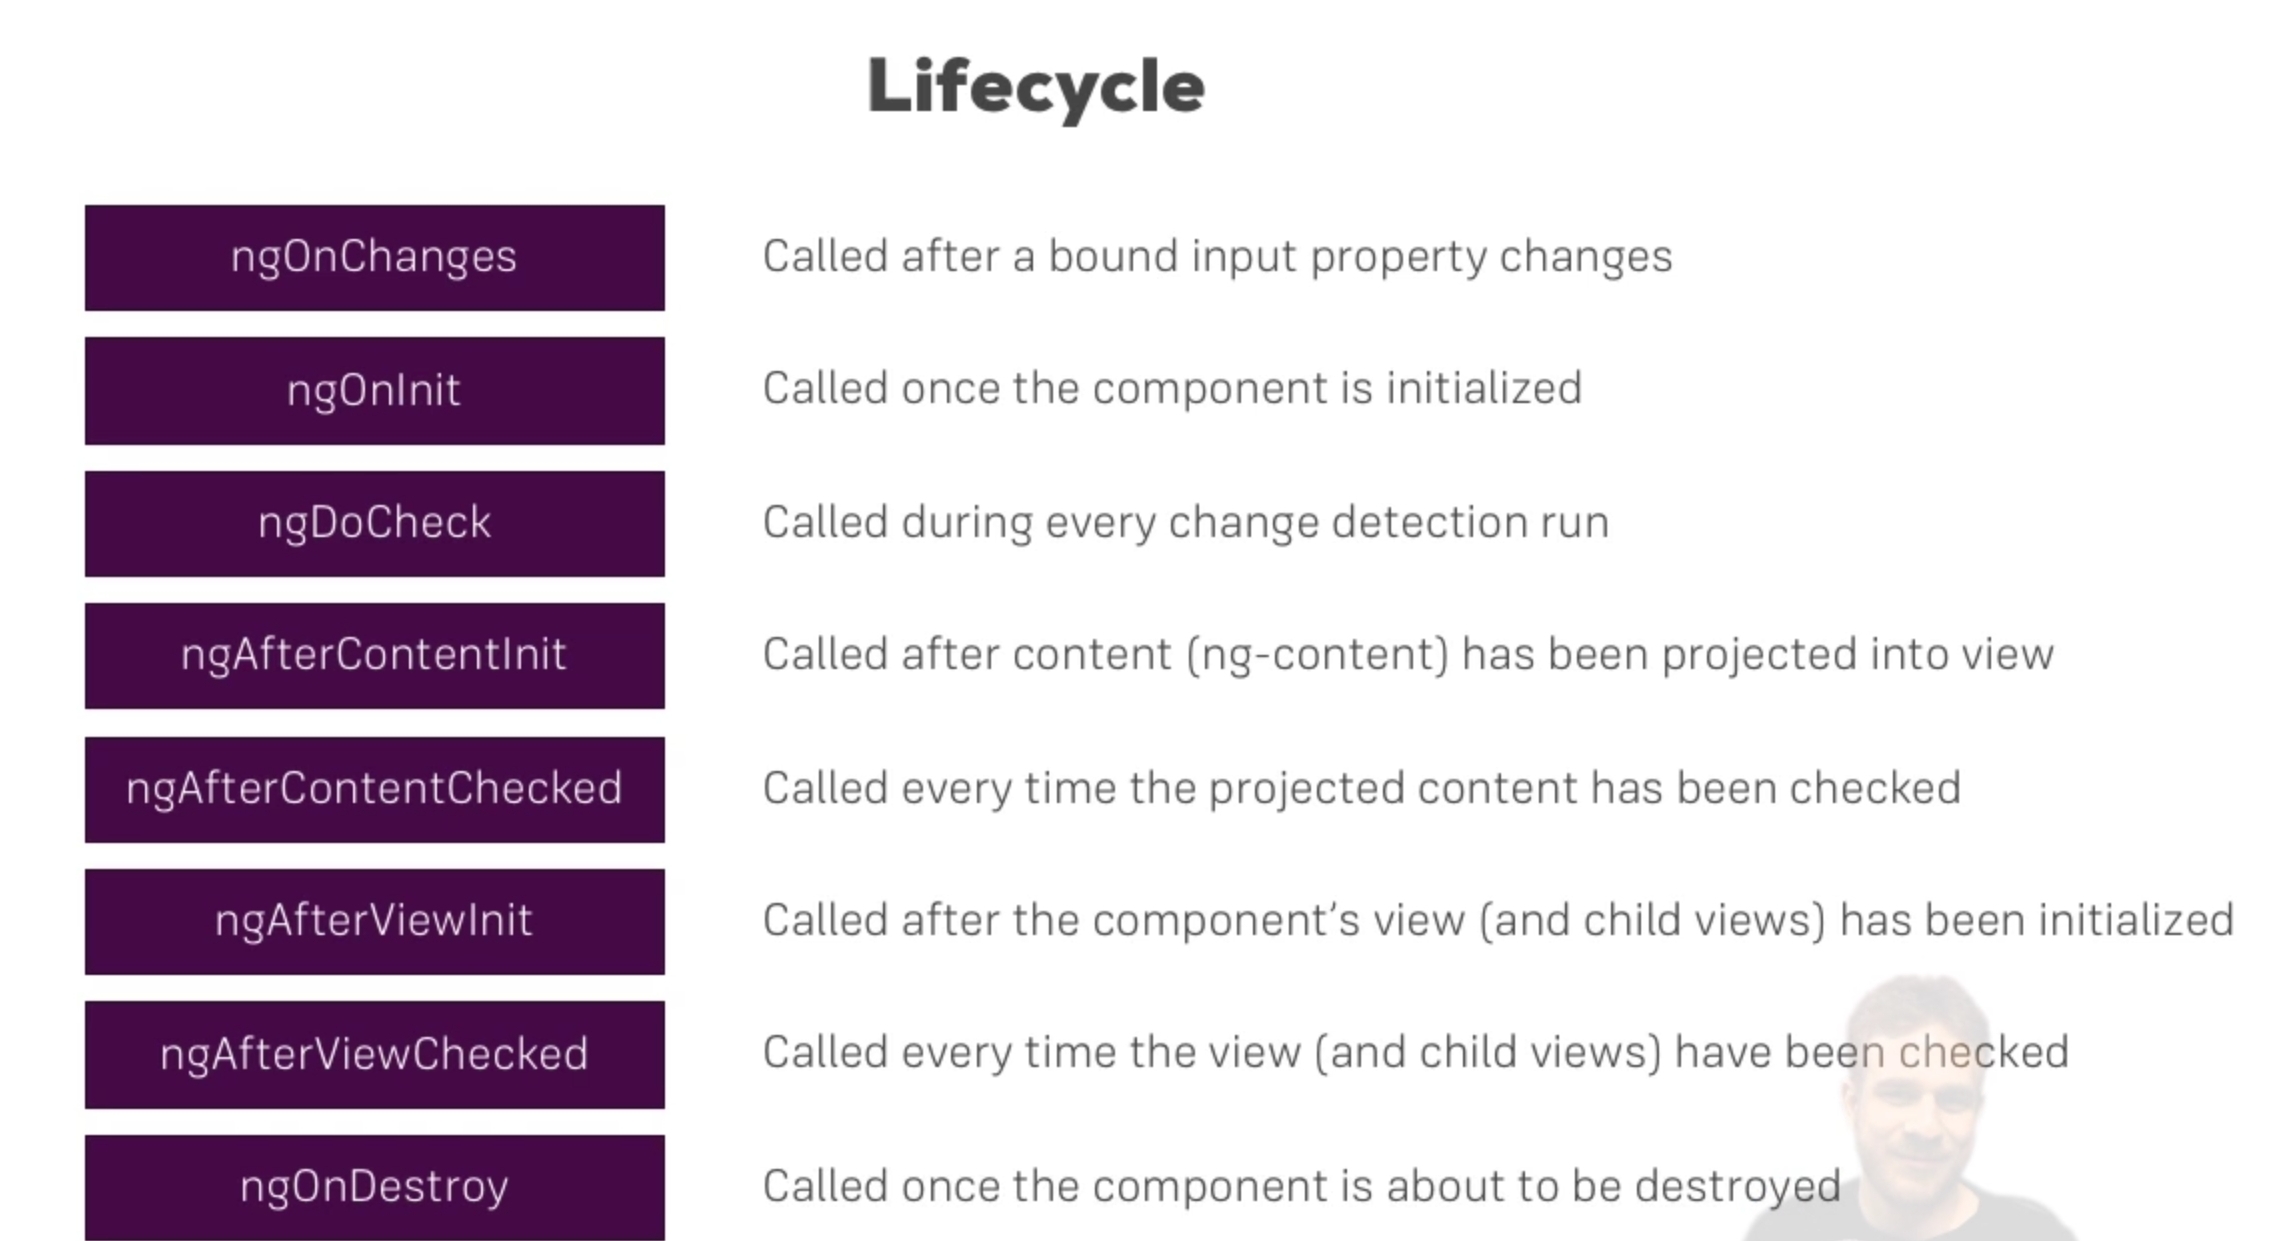 Lifecycle
ngOnChanges Called after a bound input property changes
ngOnInit Called once the component is initialized
ngDoCheck Called during every change detection run
ngAfterContentInit Called after content (ng-content) has been projected into view
ngAfterContentChecked Called every time the projected content has been checked
ngAfterViewInit Called after the component’s view (and child views) has been initialized
ngAfterViewChecked Called every time the view (and child views) have been checked
ngOnDestroy Called once the component is about to be destroyed